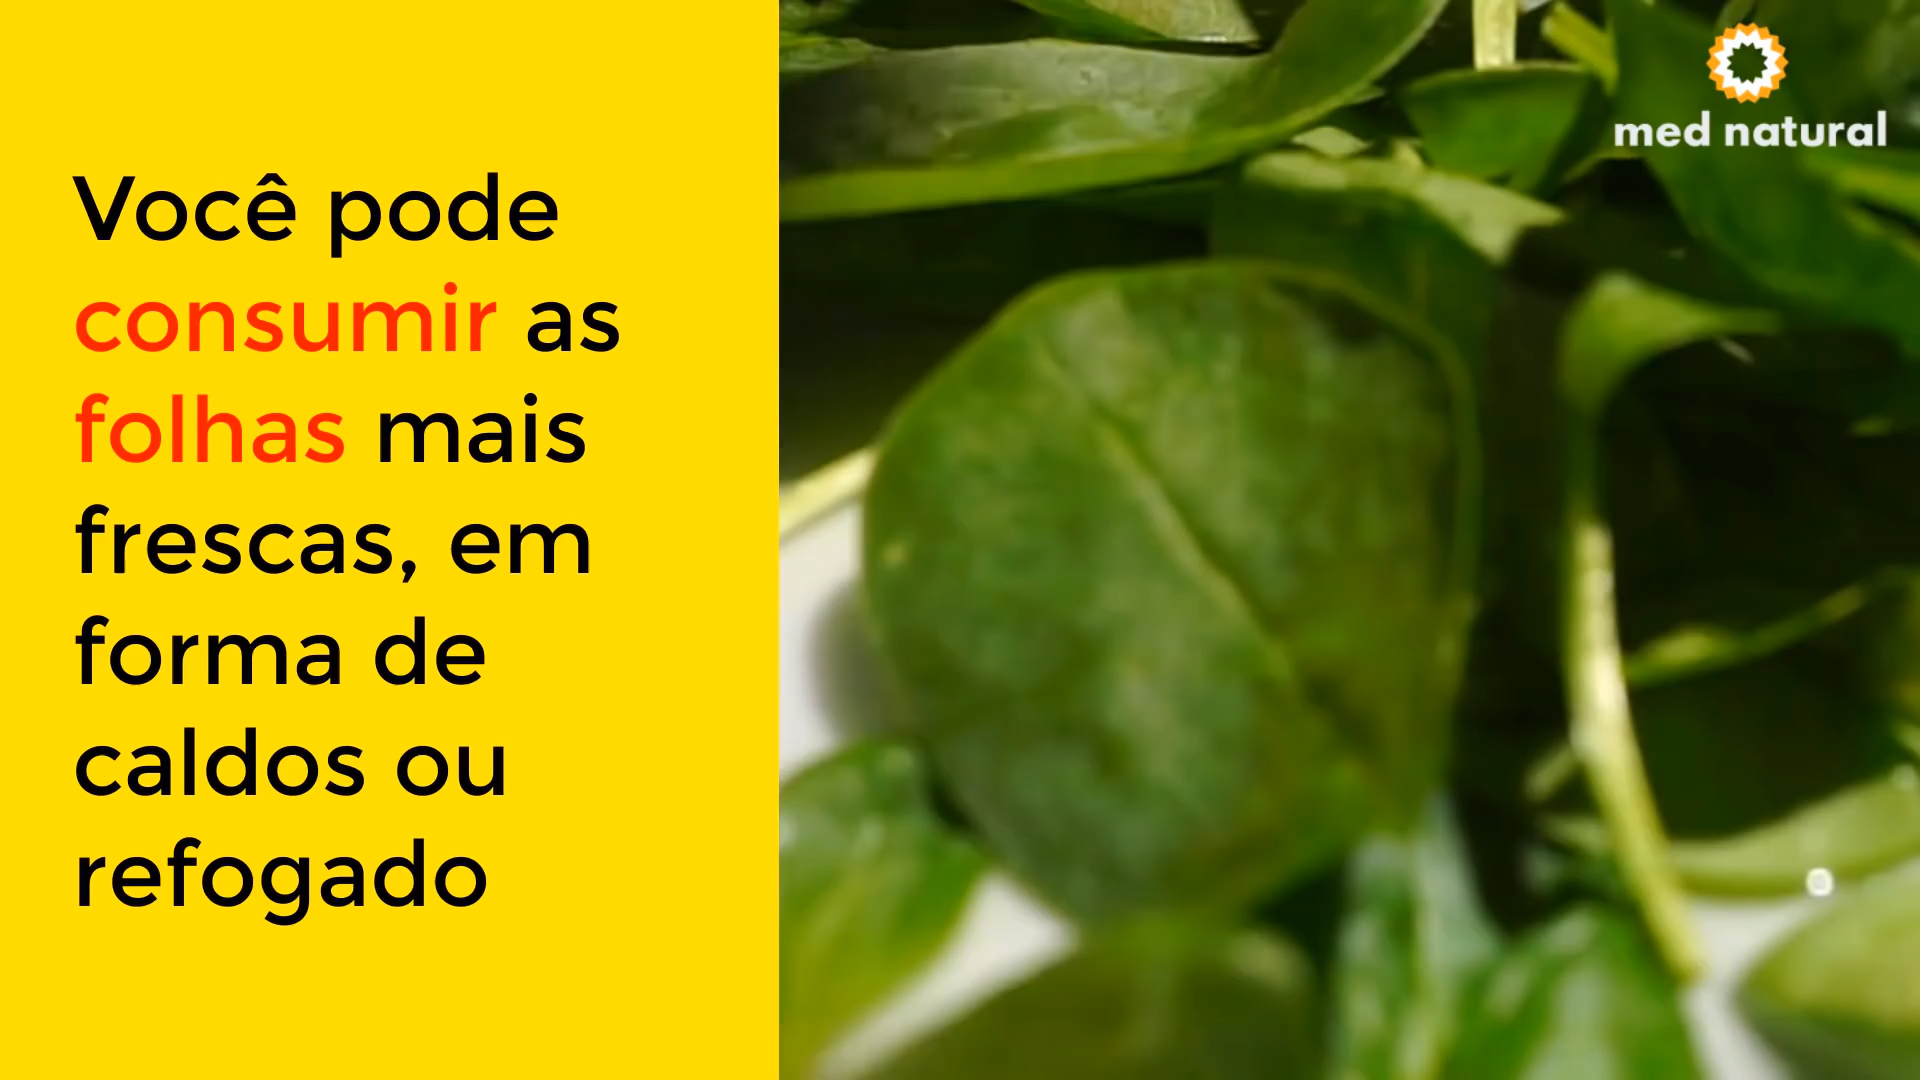 Você pode
consumir as
folhas mais
frescas, em
forma de
caldos ou
refogado
med natural